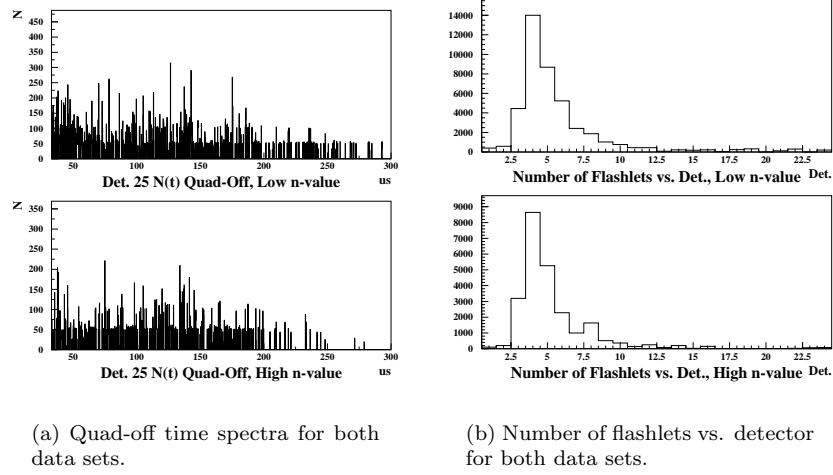 N
450
400
350
300
250
200
150
100
50
0
50 100 150 200 250 300
Det. 25 N(t) Quad-Off, Low n-value us
N
350
300
250
200
150
100
50
0
50 100 150 200 250 300
Det. 25 N(t) Quad-Off, High n-value us
14000
12000
10000
8000
6000
4000
2000
0
2.5 5 7.5 10 12.5 15 17.5 20 22.5
Number of Flashlets vs. Det., Low n-value Det.
9000
8000
7000
6000
5000
4000
3000
2000
1000
0
2.5 5 7.5 10 12.5 15 17.5 20 22.5
Number of Flashlets vs. Det., High n-value Det.
(a) Quad-off time spectra for both
data sets.
(b) Number of flashlets vs. detector
for both data sets.